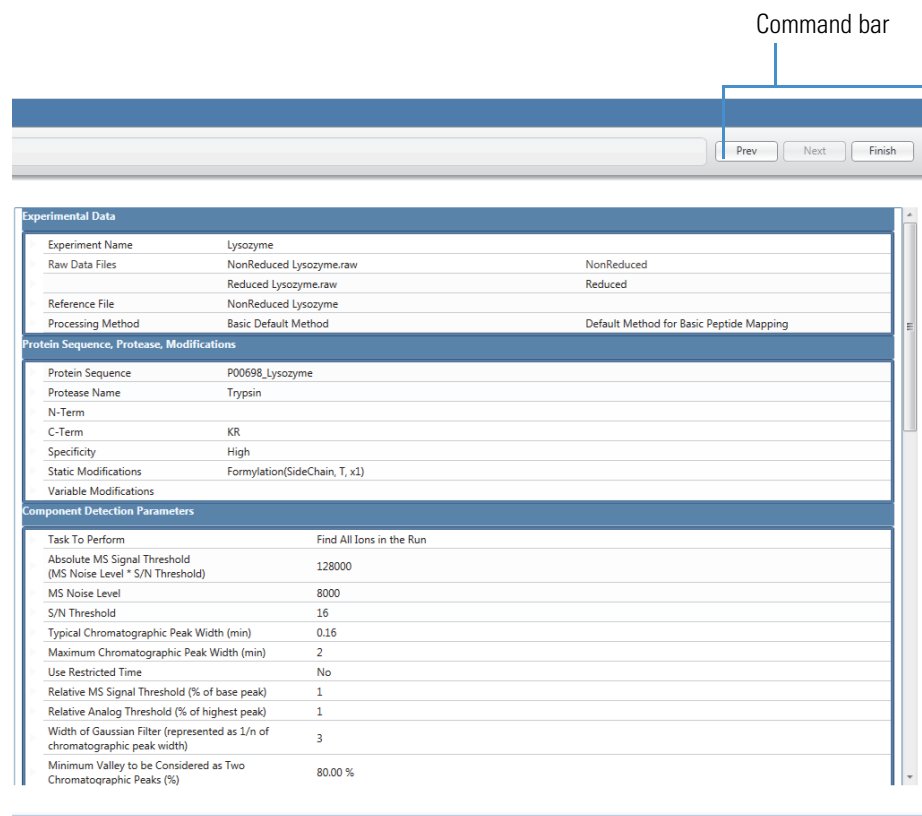 Command bar
Prev Next Finish
Experimental Data
Experiment Name Lysozyme
Raw Data Files NonReduced Lysozyme.raw NonReduced
Reduced Lysozyme.raw Reduced
Reference File NonReduced Lysozyme
Processing Method Basic Default Method Default Method for Basic Peptide Mapping
Protein Sequence, Protease, Modifications
Protein Sequence P00698_Lysozyme
Protease Name Trypsin
N-Term
C-Term KR
Specificity High
Static Modifications Formylation(SideChain, T, x1)
Variable Modifications
Component Detection Parameters
Task To Perform Find All Ions in the Run
Absolute MS Signal Threshold
(MS Noise Level * S/N Threshold) 128000
MS Noise Level 8000
S/N Threshold 16
Typical Chromatographic Peak Width (min) 0.16
Maximum Chromatographic Peak Width (min) 2
Use Restricted Time No
Relative MS Signal Threshold (% of base peak) 1
Relative Analog Threshold (% of highest peak) 1
Width of Gaussian Filter (represented as 1/n of
chromatographic peak width) 3
Minimum Valley to be Considered as Two
Chromatographic Peaks (%) 80.00 %